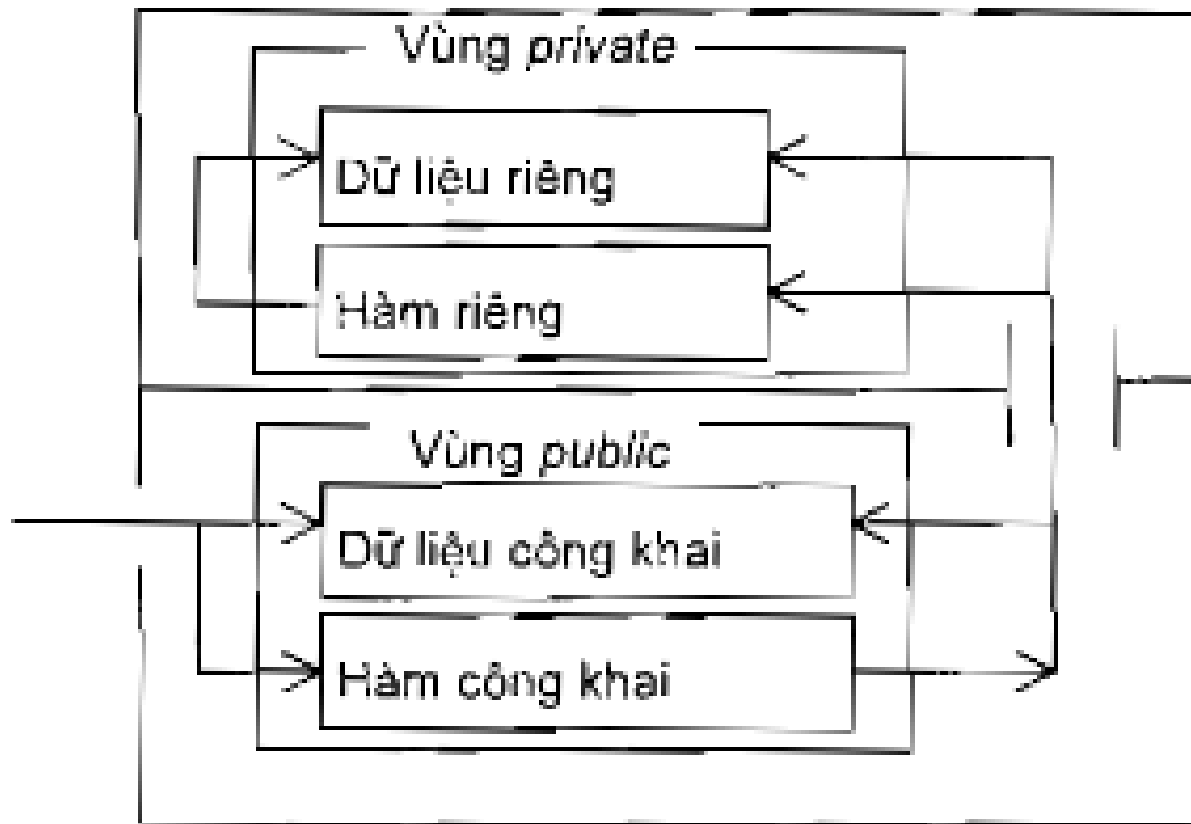 Vùng private
Dữ liệu riêng
Hàm riêng
Vùng public
Dữ liệu công khai
Hàm công khai